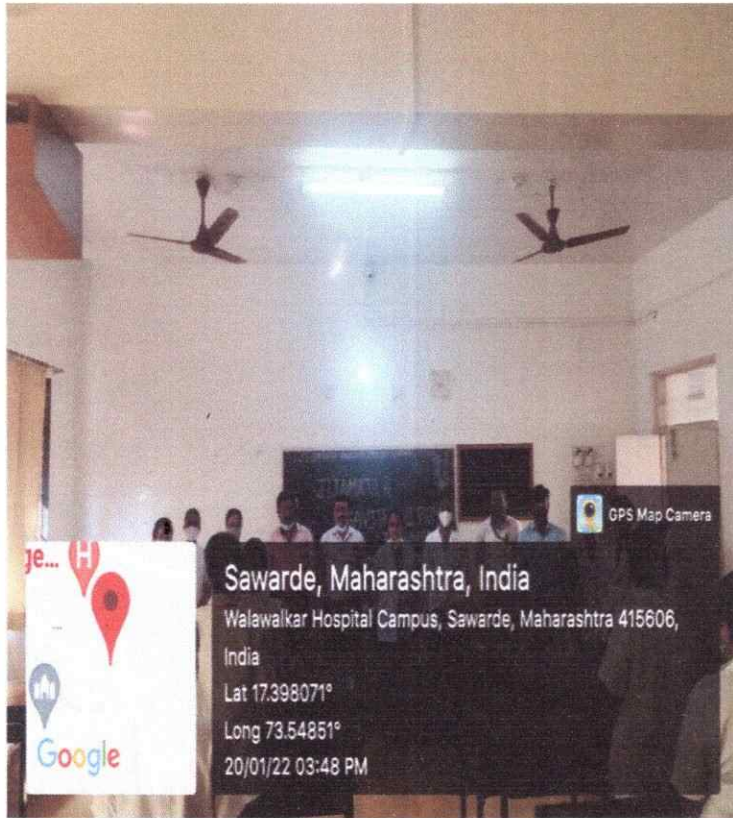 GPS Map Camera
ge...
H
Google
Sawarde, Maharashtra, India
Walawalkar Hospital Campus, Sawarde, Maharashtra 415606,
India
Lat 17.398071°
Long 73.54851°
20/01/22 03:48 PM